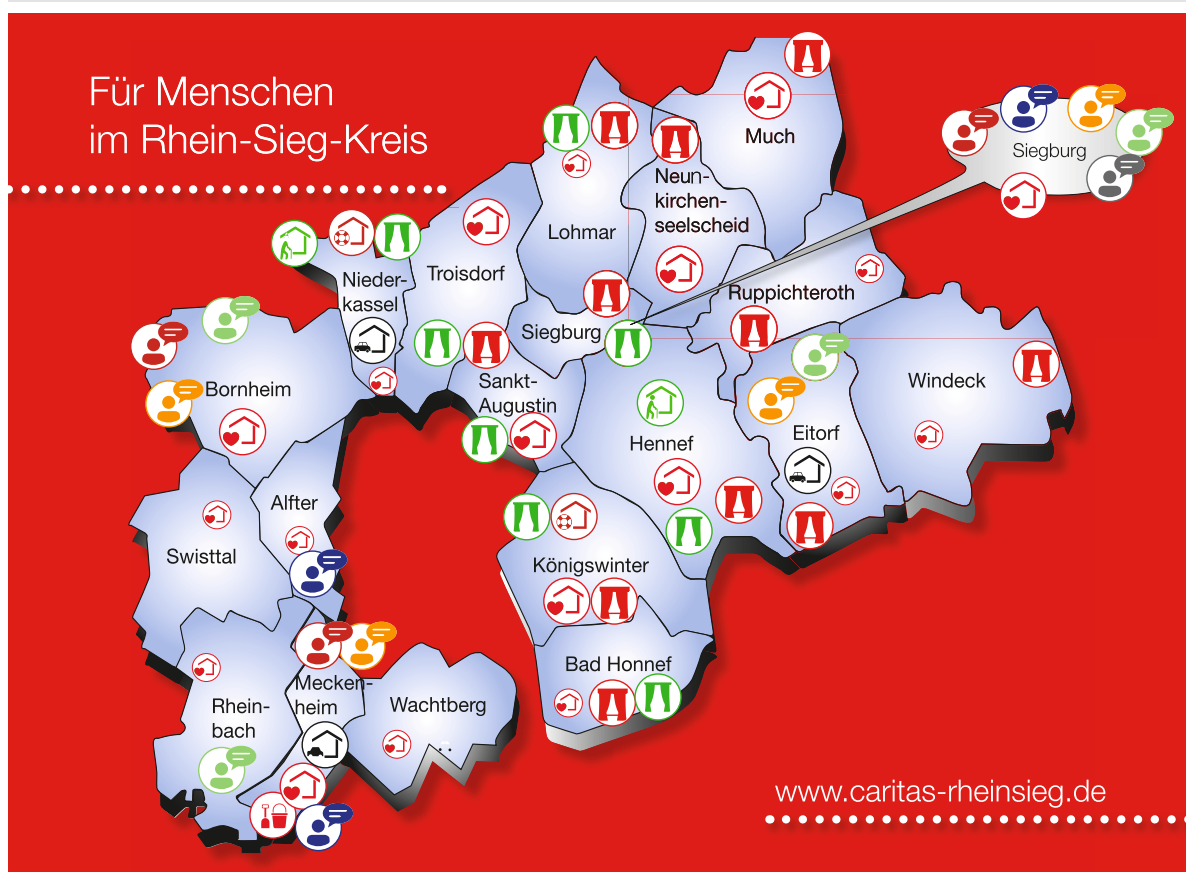 Für Menschen
im Rhein-Sieg-Kreis
Much
Siegburg
Neun-
kirchen-
seelscheid
Lohmar
Troisdorf
Nieder-
kassel
Ruppichteroth
Siegburg
Bornheim
Sankt-
Augustin
Windeck
Hennef
Eitorf
Alfter
Swisttal
Königswinter
Bad Honnef
Mecken-
heim
Rhein-
bach
Wachtberg
www.caritas-rheinsieg.de